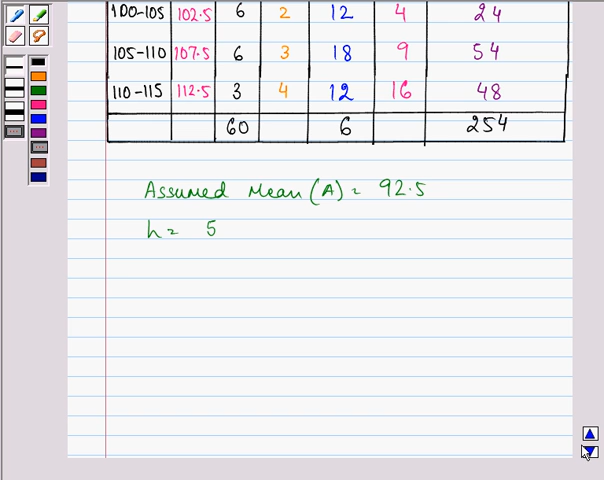 100-105 102.5 6 2 12 4 24
105-110 107.5 6 3 18 9 54
110-115 112.5 3 4 12 16 48
60 6 254
Assumed Mean (A) = 92.5
h = 5